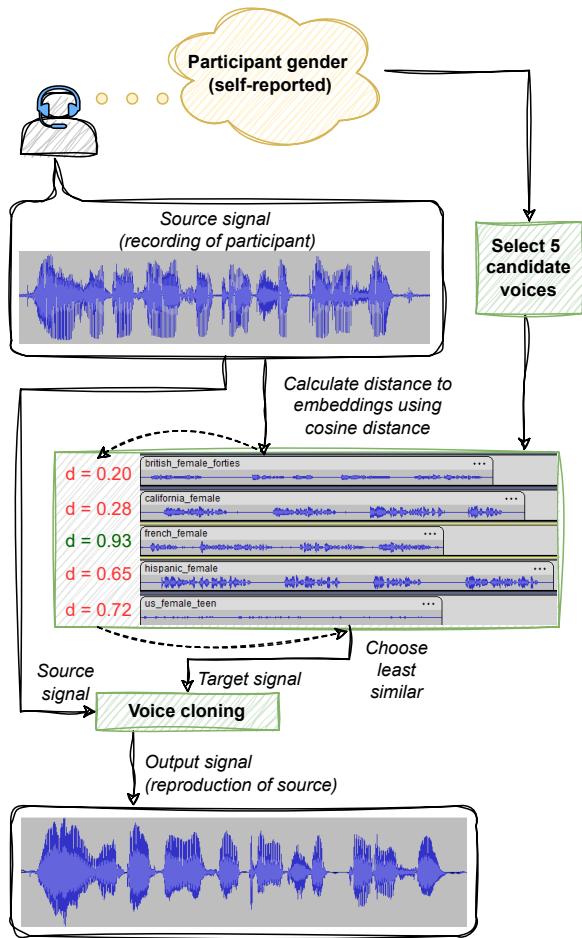 Participant gender
(self-reported)
Source signal
(recording of participant)
Select 5
candidate
voices
Calculate distance to
embeddings using
cosine distance
d = 0.20
british_female_forties
...
d = 0.28
california_female
...
d = 0.93
french_female
...
d = 0.65
hispanic_female
...
d = 0.72
us_female_teen
...
Choose
least
similar
Source
signal
Target signal
Voice cloning
Output signal
(reproduction of source)